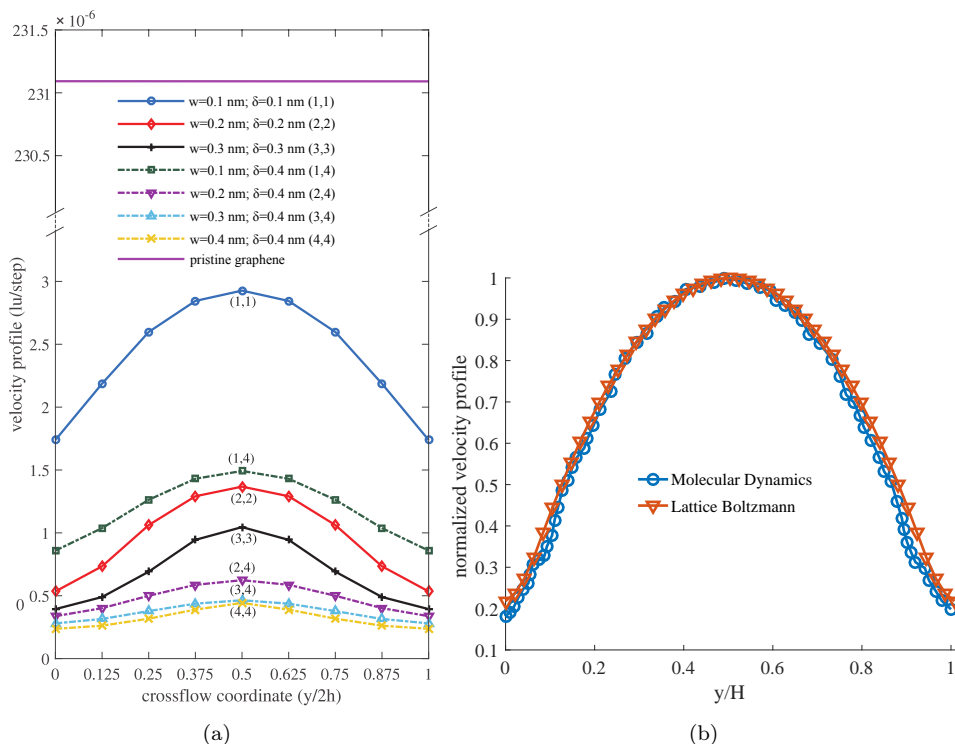 × 10⁻⁶
231.5
231
230.5
w=0.1 nm; δ=0.1 nm (1,1)
w=0.2 nm; δ=0.2 nm (2,2)
w=0.3 nm; δ=0.3 nm (3,3)
w=0.1 nm; δ=0.4 nm (1,4)
w=0.2 nm; δ=0.4 nm (2,4)
w=0.3 nm; δ=0.4 nm (3,4)
w=0.4 nm; δ=0.4 nm (4,4)
pristine graphene
velocity profile (lu/step)
3
2.5
2
1.5
1
0.5
0
0
(1,1)
(1,4)
(2,2)
(3,3)
(2,4)
(3,4)
(4,4)
0 0.125 0.25 0.375 0.5 0.625 0.75 0.875 1
crossflow coordinate (y/2h)
(a)
normalized velocity profile
1
0.9
0.8
0.7
0.6
0.5
0.4
0.3
0.2
0.1
Molecular Dynamics
Lattice Boltzmann
0 0.2 0.4 0.6 0.8 1
y/H
(b)